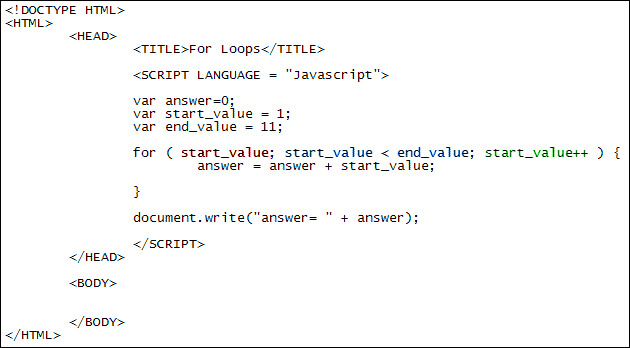 <!DOCTYPE HTML>
<HTML>
<HEAD>
<TITLE>For Loops</TITLE>
<SCRIPT LANGUAGE = "Javascript">
var answer=0;
var start_value = 1;
var end_value = 11;
for ( start_value; start_value < end_value; start_value++ ) {
answer = answer + start_value;
}
document.write("answer= " + answer);
</SCRIPT>
</HEAD>
<BODY>
</BODY>
</HTML>